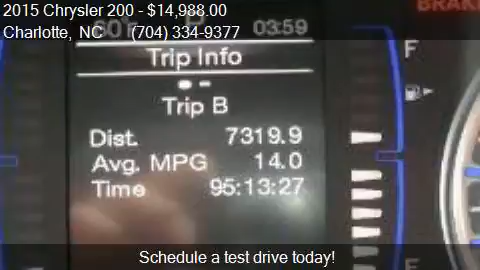 2015 Chrysler 200 - $14,988.00
Charlotte, NC (704) 334-9377
03:59
BRAKE
Trip Info
F
Trip B
Dist. 7319.9
Avg. MPG 14.0
Time 95:13:27
Schedule a test drive today!